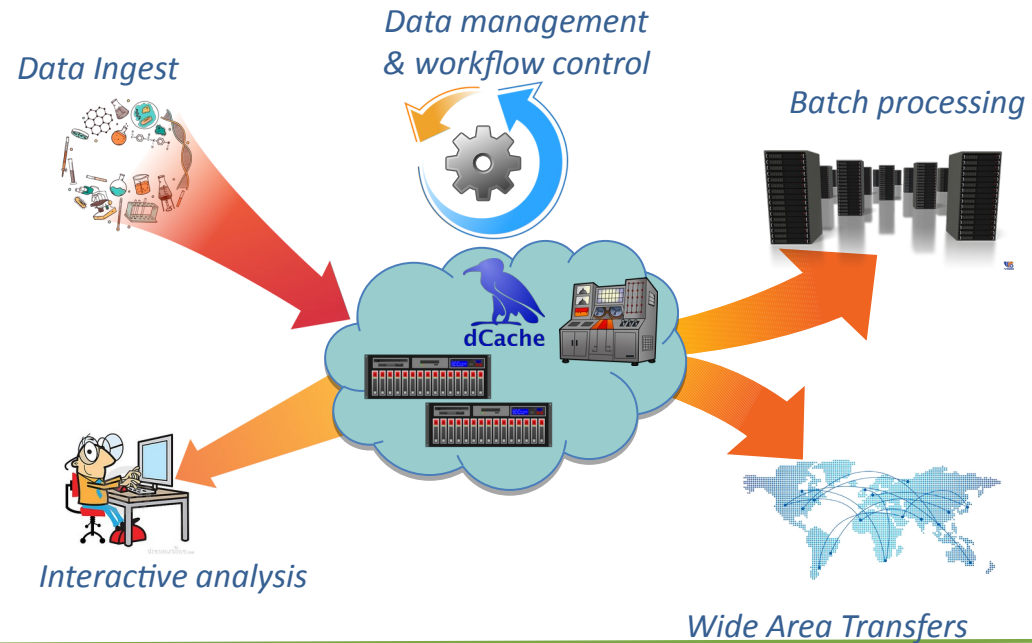 Data management
& workflow control
Data Ingest
Batch processing
dCache
Interactive analysis
Wide Area Transfers